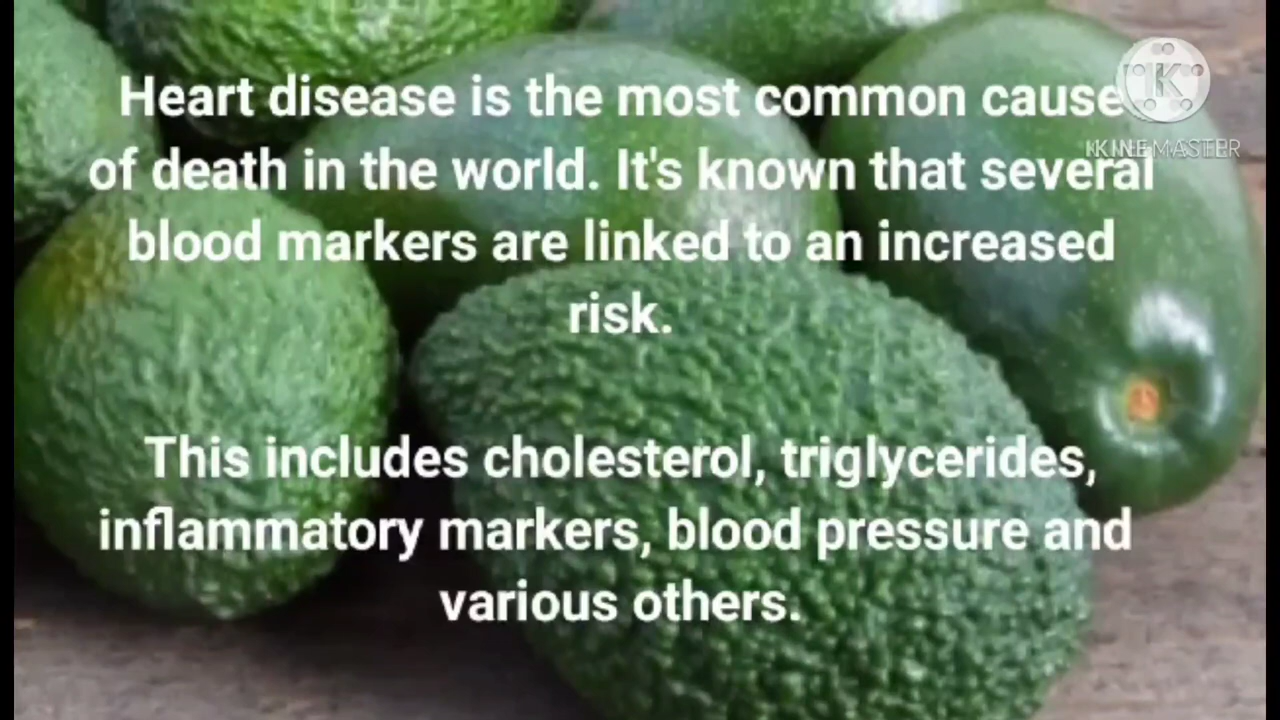 Heart disease is the most common cause
of death in the world. It's known that several
blood markers are linked to an increased
risk.
This includes cholesterol, triglycerides,
inflammatory markers, blood pressure and
various others.
K
KINEMASTER